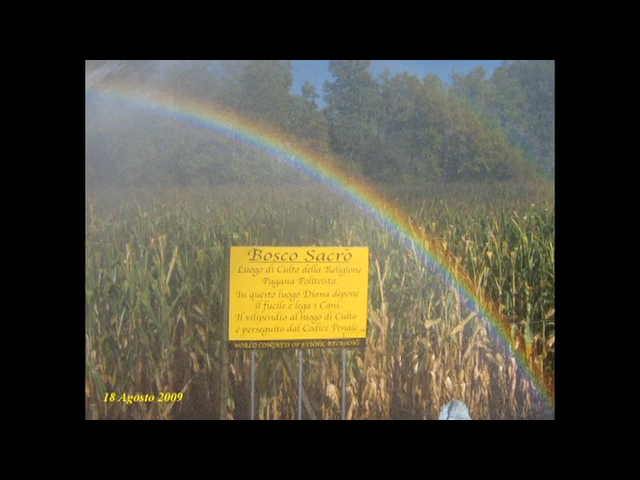 Bosco Sacro
Luogo di Culto della Religione
Pagana Politeista.
In questo luogo Diana depone
il fucile e lega i Cani.
Il vilipendio al luogo di Culto
è perseguito dal Codice Penale
WORLD CONGRESS OF ETHNIC RELIGIONS
18 Agosto 2009